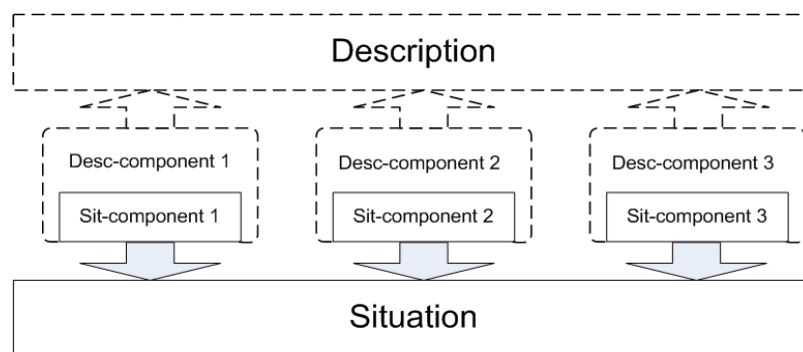 Description
Desc-component 1
Desc-component 2
Desc-component 3
Sit-component 1
Sit-component 2
Sit-component 3
Situation